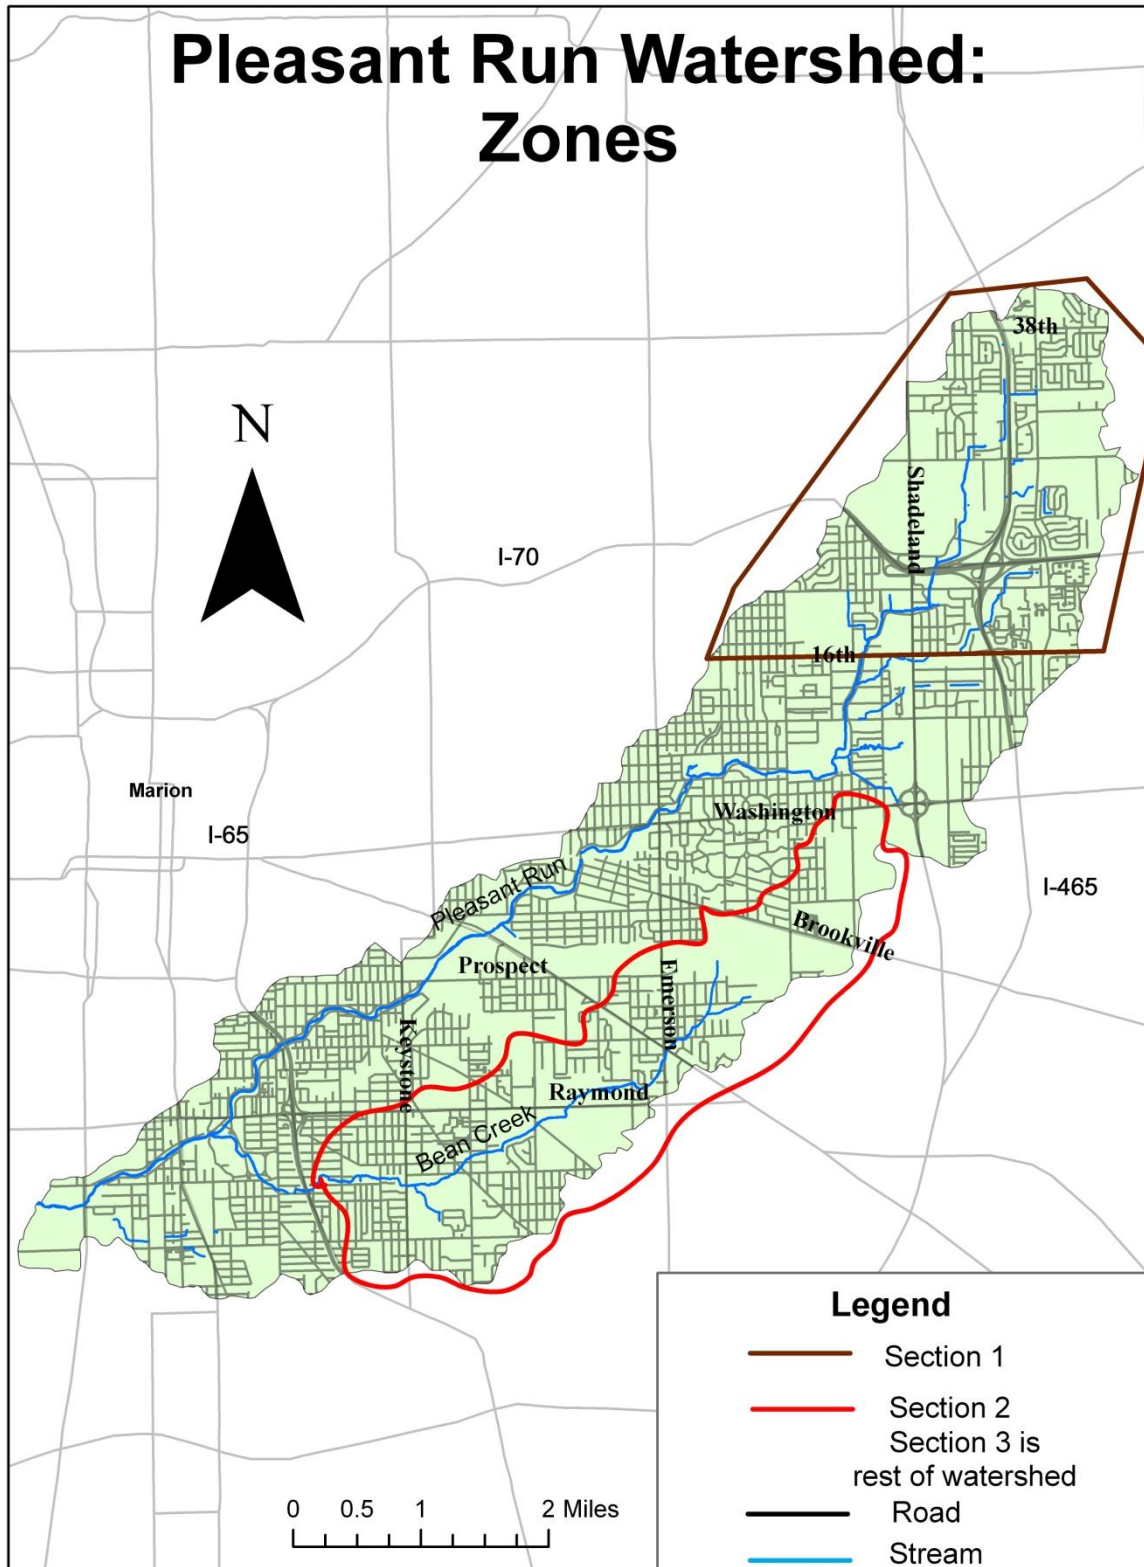 Pleasant Run Watershed:
Zones
38th
N
Shadeland
I-70
16th
Marion
Washington
I-65
I-465
Pleasant Run
Brookville
Prospect
Emerson
Keystone
Raymond
Bean Creek
Legend
Section 1
Section 2
Section 3 is
rest of watershed
Road
Stream
0 0.5 1 2 Miles